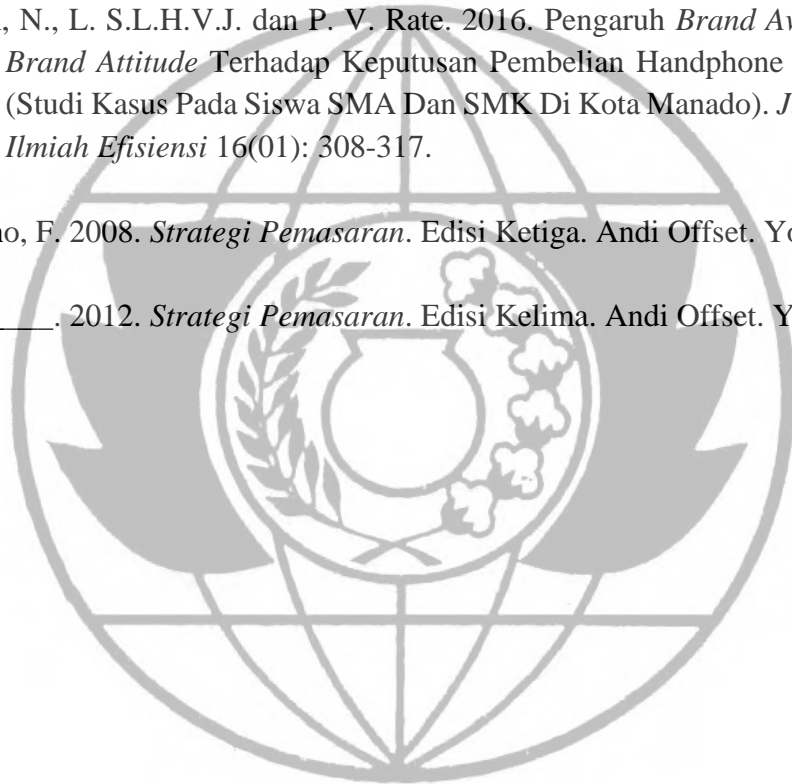 , N., L. S.L.H.V.J. dan P. V. Rate. 2016. Pengaruh Brand Aw
Brand Attitude Terhadap Keputusan Pembelian Handphone
(Studi Kasus Pada Siswa SMA Dan SMK Di Kota Manado). J
Ilmiah Efisiensi 16(01): 308-317.
no, F. 2008. Strategi Pemasaran. Edisi Ketiga. Andi Offset. Yo
____. 2012. Strategi Pemasaran. Edisi Kelima. Andi Offset. Y